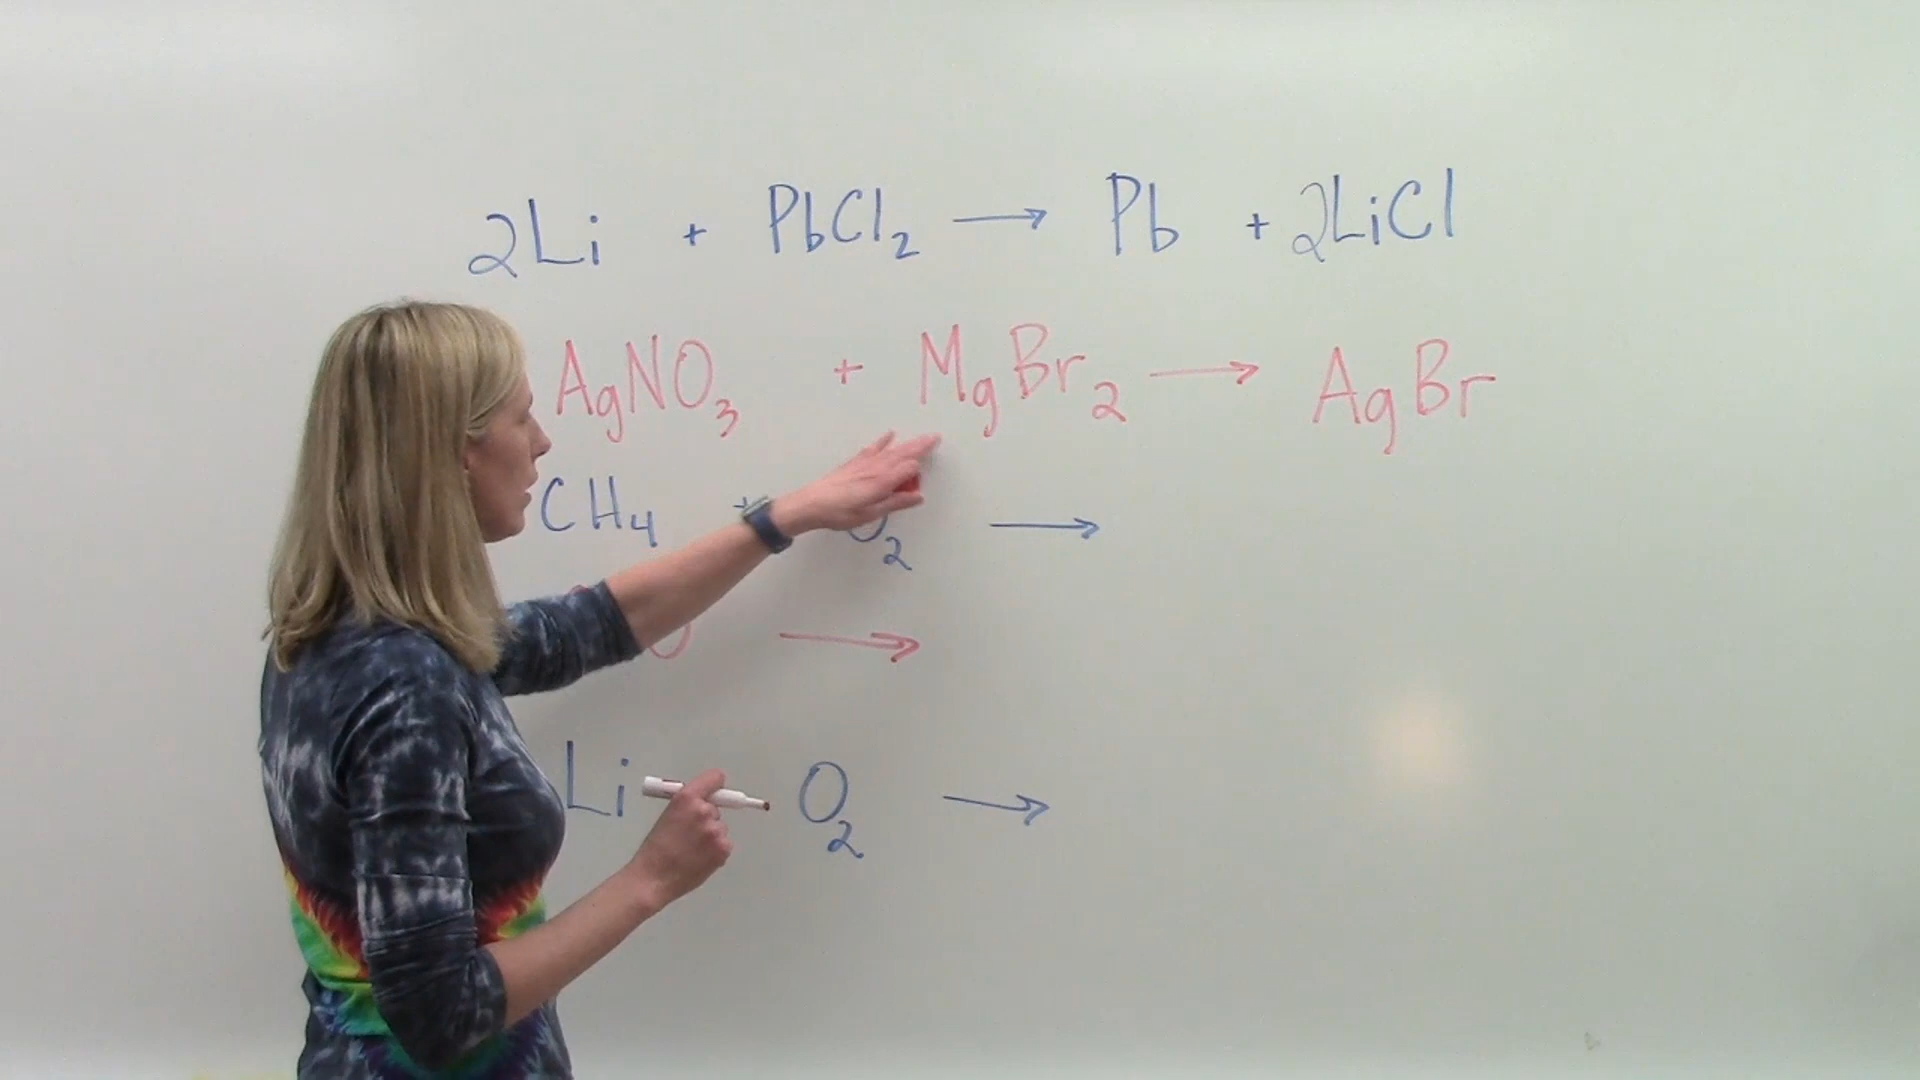 2Li + PbCl₂ → Pb + 2LiCl
AgNO₃ + MgBr₂ → AgBr
CH₄ + O₂ →
→
Li O₂ →